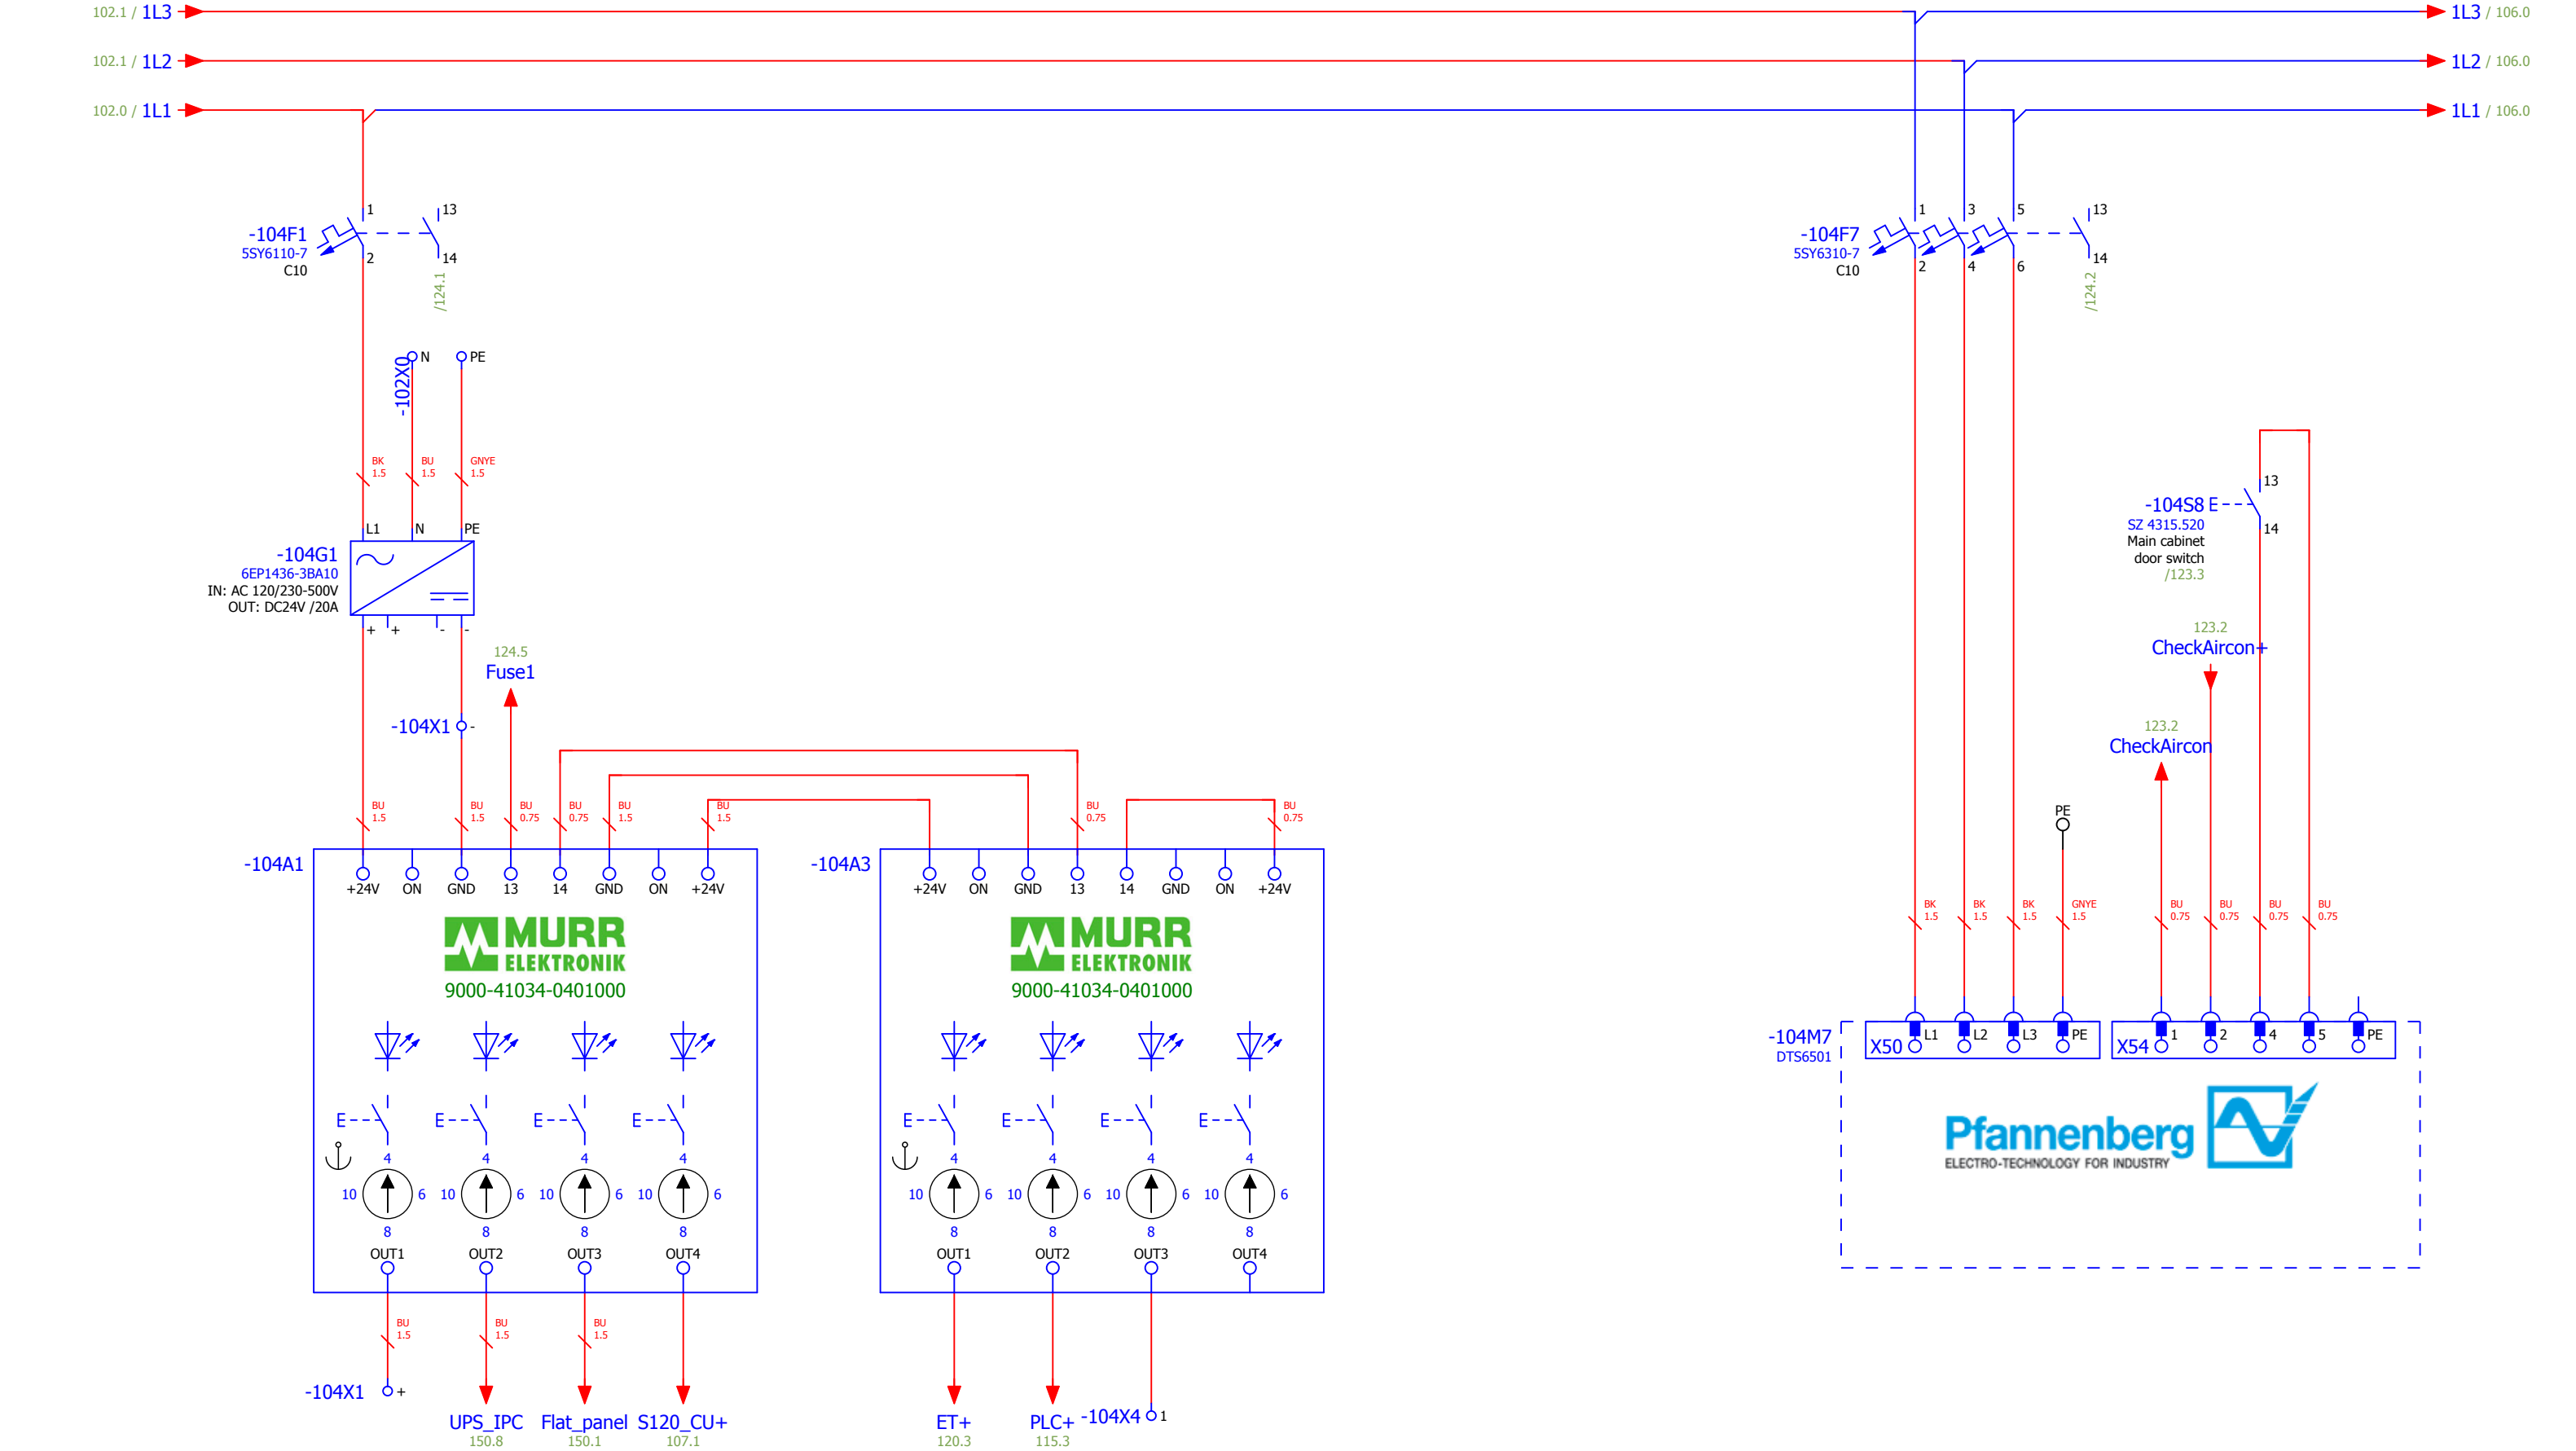 102.1 / 1L3
1L3 / 106.0
102.1 / 1L2
1L2 / 106.0
102.0 / 1L1
1L1 / 106.0
-104F1
5SY6110-7
C10
1
2
13
14
/124.1
-104F7
5SY6310-7
C10
1
2
3
4
5
6
13
14
/124.2
-102X0
N
PE
BK
1.5
BU
1.5
GNYE
1.5
L1
N
PE
-104G1
6EP1436-3BA10
IN: AC 120/230-500V
OUT: DC24V /20A
+
+
-
-
-104S8
13
14
SZ 4315.520
Main cabinet
door switch
/123.3
124.5
Fuse1
-104X1
-
123.2
CheckAircon+
123.2
CheckAircon
BU
1.5
BU
1.5
BU
0.75
BU
0.75
BU
1.5
BU
1.5
BU
0.75
BU
0.75
PE
BK
1.5
BK
1.5
BK
1.5
GNYE
1.5
BU
0.75
BU
0.75
BU
0.75
BU
0.75
-104A1
+24V ON GND 13 14 GND ON +24V
MURR
ELEKTRONIK
9000-41034-0401000
4 4 4 4
10 6 10 6 10 6 10 6
8 8 8 8
OUT1 OUT2 OUT3 OUT4
BU
1.5
BU
1.5
BU
1.5
-104X1 +
UPS_IPC
150.8
Flat_panel
150.1
S120_CU+
107.1
-104A3
+24V ON GND 13 14 GND ON +24V
MURR
ELEKTRONIK
9000-41034-0401000
4 4 4 4
10 6 10 6 10 6 10 6
8 8 8 8
OUT1 OUT2 OUT3 OUT4
ET+
120.3
PLC+
115.3
-104X4 1
-104M7
DTS6501
X50 L1 L2 L3 PE
X54 1 2 4 5 PE
Pfannenberg
ELECTRO-TECHNOLOGY FOR INDUSTRY